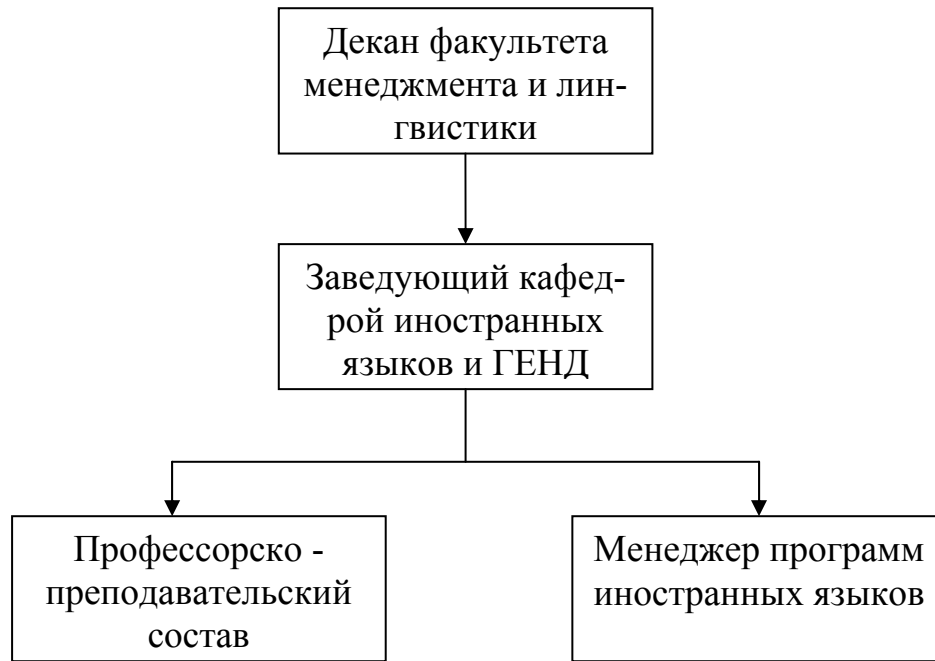 Декан факультета
менеджмента и лин-
гвистики
Заведующий кафед-
рой иностранных
языков и ГЕНД
Профессорско -
преподавательский
состав
Менеджер программ
иностранных языков